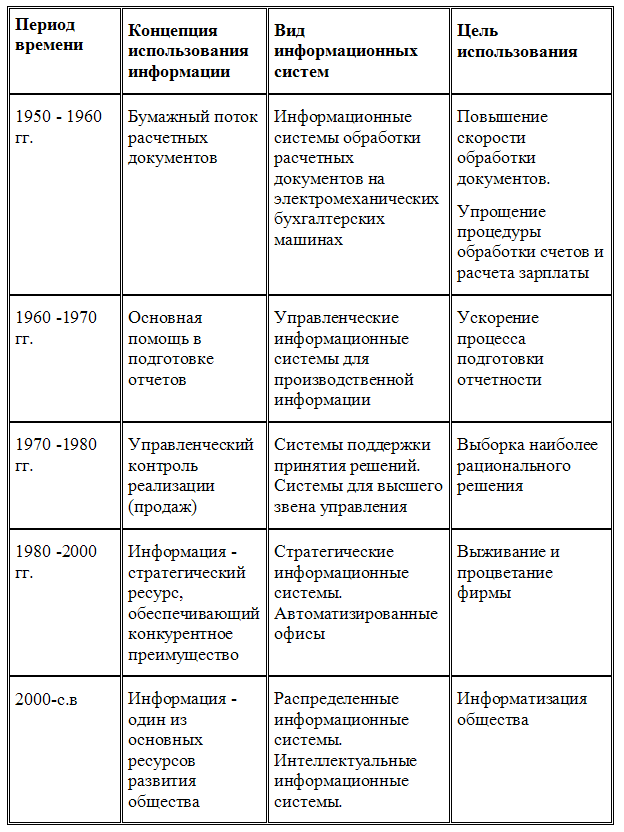 Период
времени
Концепция
использования
информации
Вид
информационных
систем
Цель
использования
1950 - 1960
гг.
Бумажный поток
расчетных
документов
Информационные
системы обработки
расчетных
документов на
электромеханических
бухгалтерских
машинах
Повышение
скорости
обработки
документов.
Упрощение
процедуры
обработки счетов и
расчета зарплаты
1960 -1970
гг.
Основная
помощь в
подготовке
отчетов
Управленческие
информационные
системы для
производственной
информации
Ускорение
процесса
подготовки
отчетности
1970 -1980
гг.
Управленческий
контроль
реализации
(продаж)
Системы поддержки
принятия решений.
Системы для высшего
звена управления
Выборка наиболее
рационального
решения
1980 -2000
гг.
Информация -
стратегический
ресурс,
обеспечивающий
конкурентное
преимущество
Стратегические
информационные
системы.
Автоматизированные
офисы
Выживание и
процветание
фирмы
2000-с.в
Информация -
один из
основных
ресурсов
развития
общества
Распределенные
информационные
системы.
Интеллектуальные
информационные
системы.
Информатизация
общества